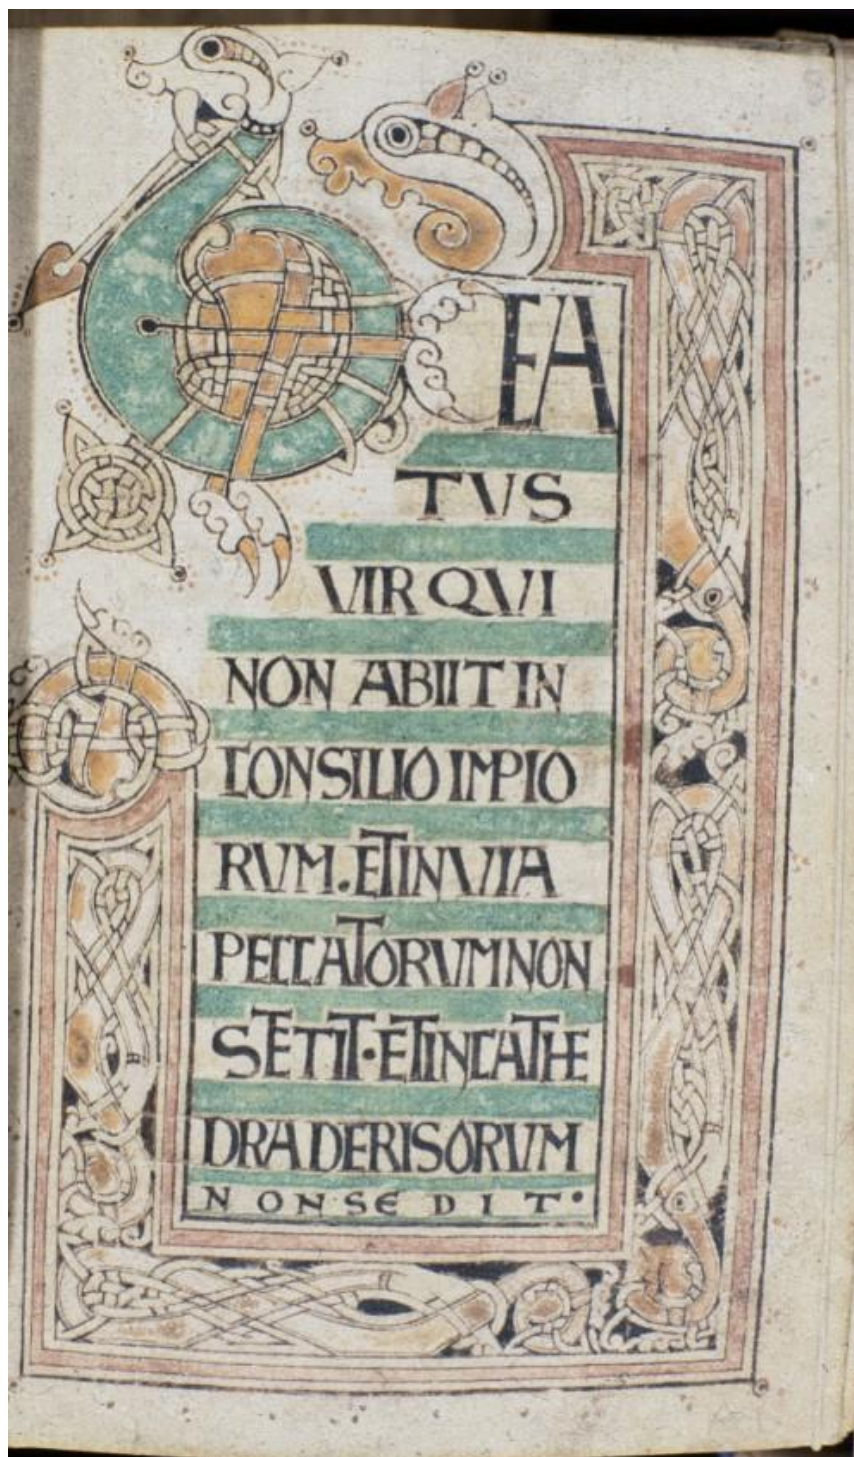 BEA
TVS
VIR QVI
NON ABIIT IN
CONSILIO IMPIO
RVM. ET IN VIA
PECCATORVM NON
STETIT· ET IN CATHE
DRA DERISORVM
NON SEDIT·